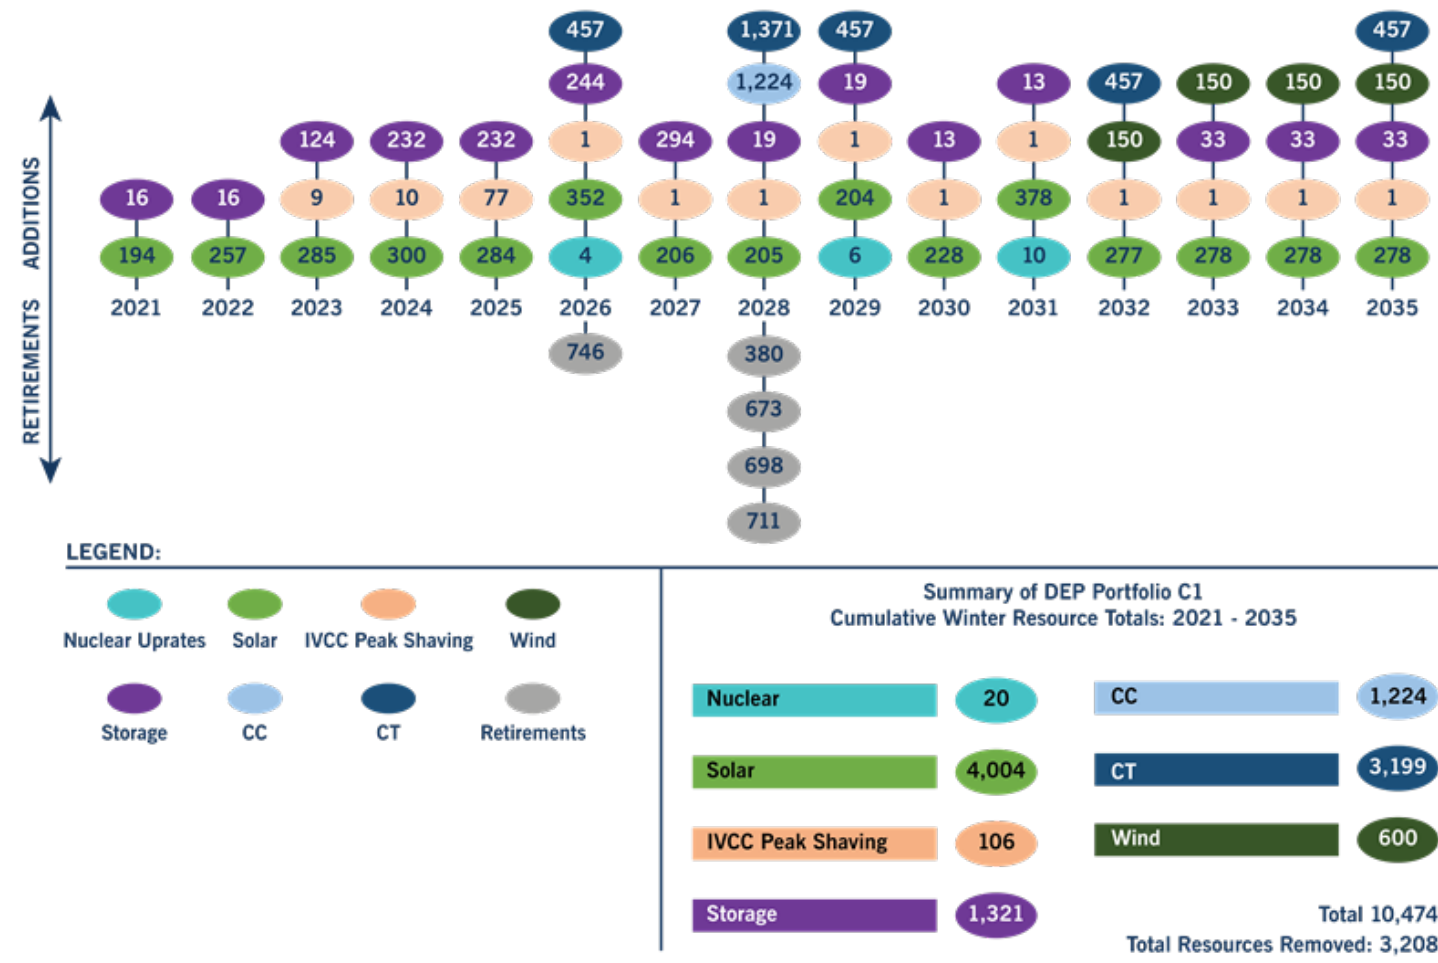 457 1,371 457 457
244 1,224 19 13 457 150 150 150
124 232 232 1 294 19 1 13 1 150 33 33 33
16 16 9 10 77 352 1 1 204 1 378 1 1 1 1
194 257 285 300 284 4 206 205 6 228 10 277 278 278 278
2021 2022 2023 2024 2025 2026 2027 2028 2029 2030 2031 2032 2033 2034 2035
746 380
673
698
711
ADDITIONS
RETIREMENTS
LEGEND:
Nuclear Uprates Solar IVCC Peak Shaving Wind
Storage CC CT Retirements
Summary of DEP Portfolio C1
Cumulative Winter Resource Totals: 2021 - 2035
Nuclear 20
Solar 4,004
IVCC Peak Shaving 106
Storage 1,321
CC 1,224
CT 3,199
Wind 600
Total 10,474
Total Resources Removed: 3,208